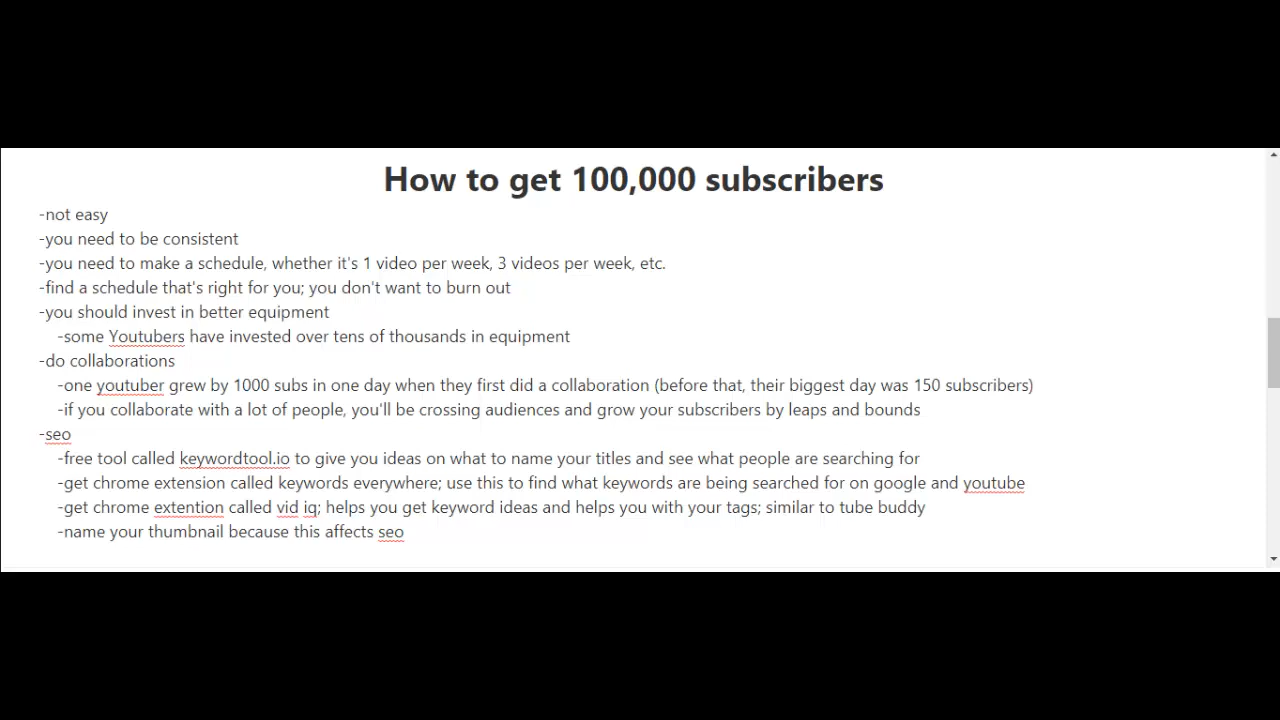 How to get 100,000 subscribers
-not easy
-you need to be consistent
-you need to make a schedule, whether it's 1 video per week, 3 videos per week, etc.
-find a schedule that's right for you; you don't want to burn out
-you should invest in better equipment
-some Youtubers have invested over tens of thousands in equipment
-do collaborations
-one youtuber grew by 1000 subs in one day when they first did a collaboration (before that, their biggest day was 150 subscribers)
-if you collaborate with a lot of people, you'll be crossing audiences and grow your subscribers by leaps and bounds
-seo
-free tool called keywordtool.io to give you ideas on what to name your titles and see what people are searching for
-get chrome extension called keywords everywhere; use this to find what keywords are being searched for on google and youtube
-get chrome extention called vid iq; helps you get keyword ideas and helps you with your tags; similar to tube buddy
-name your thumbnail because this affects seo